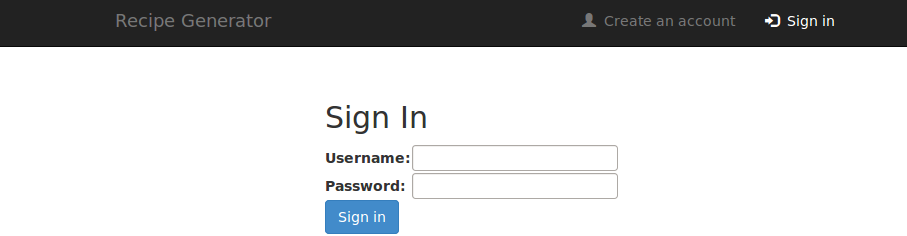 Recipe Generator Create an account Sign in
Sign In
Username:
Password:
Sign in